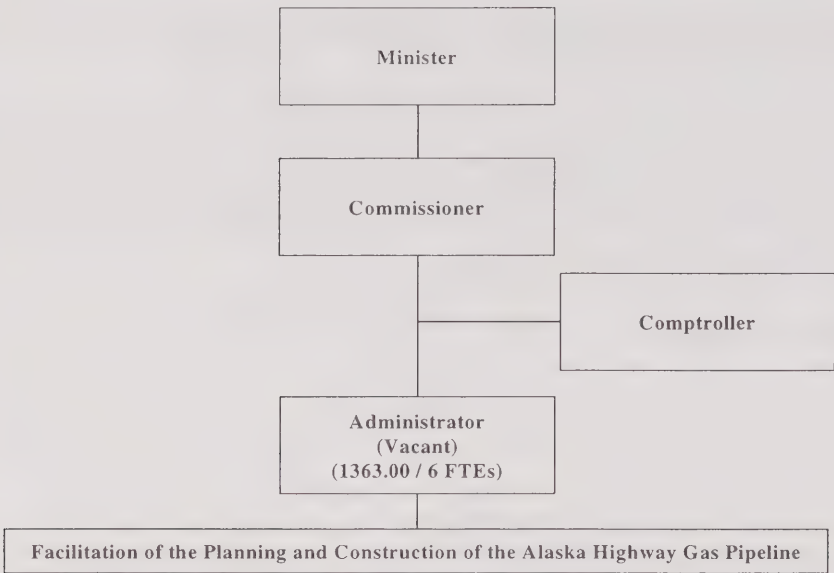 Minister
Commissioner
Comptroller
Administrator
(Vacant)
(1363.00 / 6 FTEs)
Facilitation of the Planning and Construction of the Alaska Highway Gas Pipeline